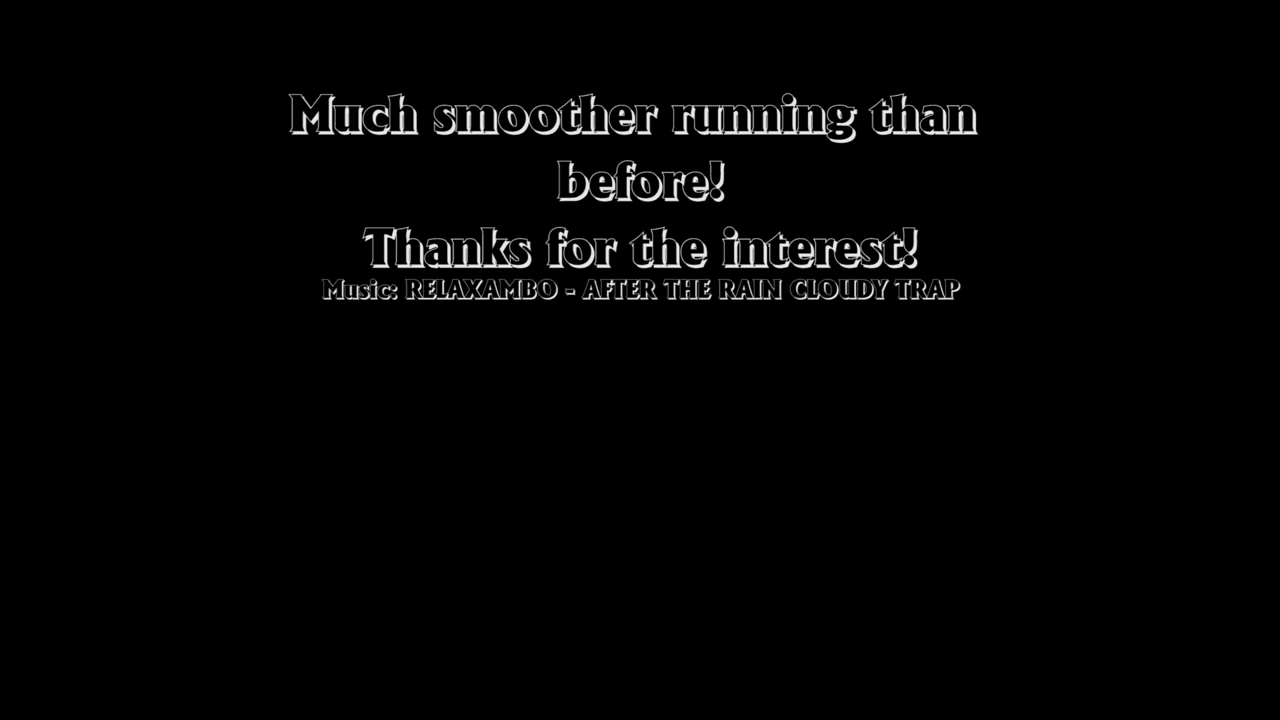 Much smoother running than
before!
Thanks for the interest!
Music: RELAXAMBO - AFTER THE RAIN CLOUDY TRAP